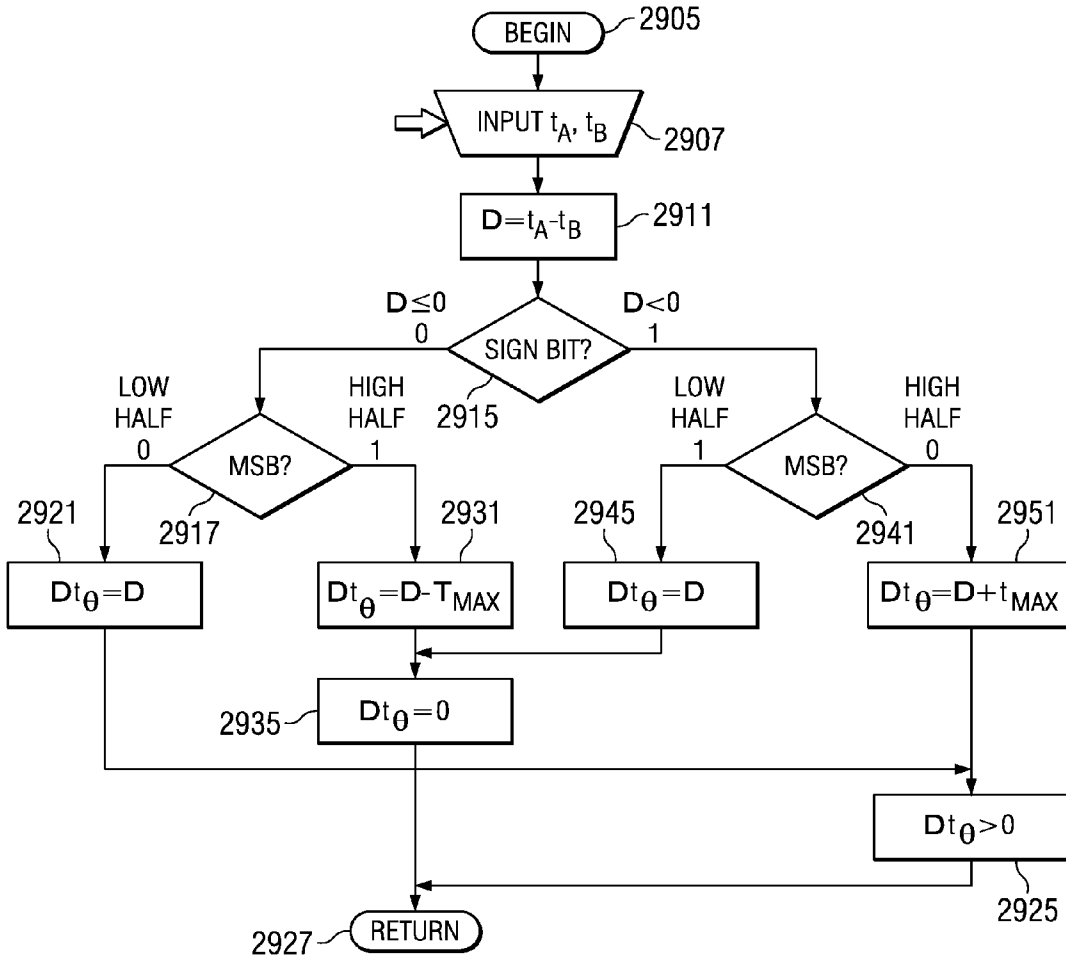 BEGIN
2905
INPUT tA, tB
2907
D=tA-tB
2911
D≤0
0
D<0
1
SIGN BIT?
2915
LOW
HALF
0
HIGH
HALF
1
LOW
HALF
1
HIGH
HALF
0
MSB?
2917
MSB?
2941
2921
2931
2945
2951
Dtθ=D
Dtθ=D-TMAX
Dtθ=D
Dtθ=D+tMAX
Dtθ=0
2935
Dtθ>0
2925
RETURN
2927